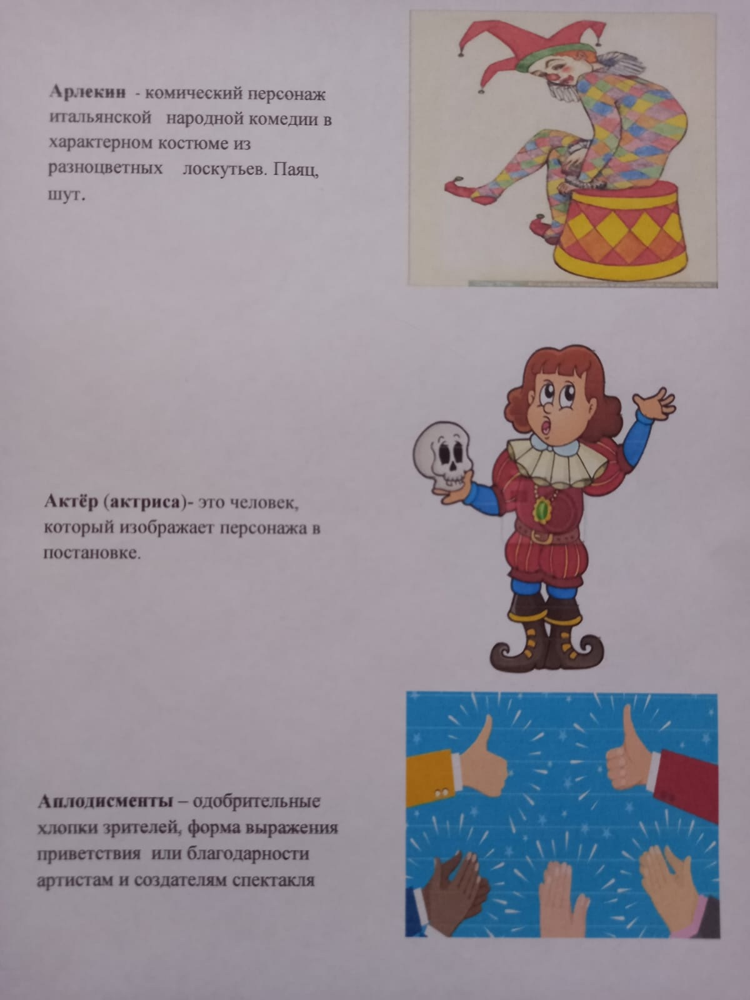 Арлекин - комический персонаж
итальянской народной комедии в
характерном костюме из
разноцветных лоскутьев. Паяц,
шут.
Актёр (актриса)- это человек,
который изображает персонажа в
постановке.
Аплодисменты – одобрительные
хлопки зрителей, форма выражения
приветствия или благодарности
артистам и создателям спектакля